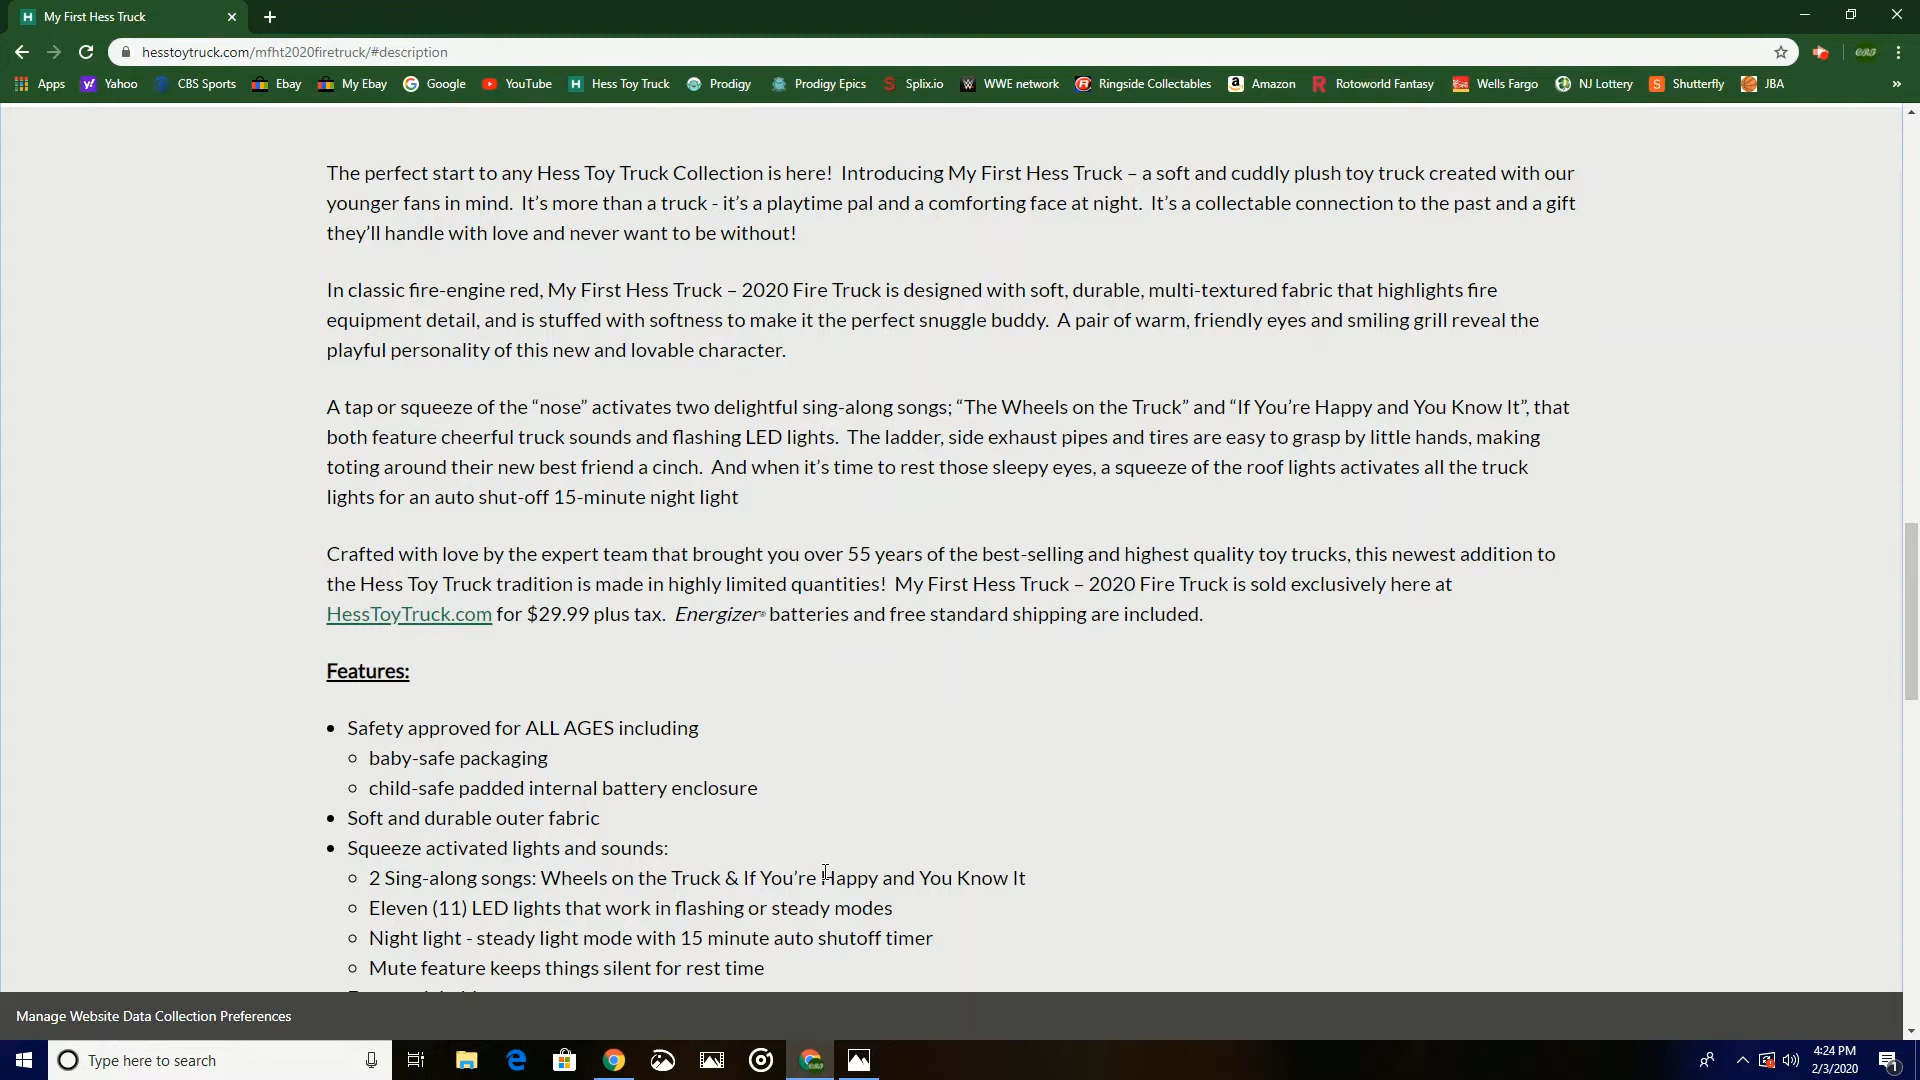 My First Hess Truck
hesstoytruck.com/mfht2020firetruck/#description
Apps Yahoo CBS Sports Ebay My Ebay Google YouTube Hess Toy Truck Prodigy Prodigy Epics Splix.io WWE network Ringside Collectables Amazon Rotoworld Fantasy Wells Fargo NJ Lottery Shutterfly JBA »
The perfect start to any Hess Toy Truck Collection is here!  Introducing My First Hess Truck – a soft and cuddly plush toy truck created with our
younger fans in mind.  It’s more than a truck - it’s a playtime pal and a comforting face at night.  It’s a collectable connection to the past and a gift
they’ll handle with love and never want to be without!
In classic fire-engine red, My First Hess Truck – 2020 Fire Truck is designed with soft, durable, multi-textured fabric that highlights fire
equipment detail, and is stuffed with softness to make it the perfect snuggle buddy.  A pair of warm, friendly eyes and smiling grill reveal the
playful personality of this new and lovable character.
A tap or squeeze of the “nose” activates two delightful sing-along songs; “The Wheels on the Truck” and “If You’re Happy and You Know It”, that
both feature cheerful truck sounds and flashing LED lights.  The ladder, side exhaust pipes and tires are easy to grasp by little hands, making
toting around their new best friend a cinch.  And when it’s time to rest those sleepy eyes, a squeeze of the roof lights activates all the truck
lights for an auto shut-off 15-minute night light
Crafted with love by the expert team that brought you over 55 years of the best-selling and highest quality toy trucks, this newest addition to
the Hess Toy Truck tradition is made in highly limited quantities!  My First Hess Truck – 2020 Fire Truck is sold exclusively here at
HessToyTruck.com for $29.99 plus tax.  Energizer® batteries and free standard shipping are included.
Features:
• Safety approved for ALL AGES including
○ baby-safe packaging
○ child-safe padded internal battery enclosure
• Soft and durable outer fabric
• Squeeze activated lights and sounds:
○ 2 Sing-along songs: Wheels on the Truck & If You’re Happy and You Know It
○ Eleven (11) LED lights that work in flashing or steady modes
○ Night light - steady light mode with 15 minute auto shutoff timer
○ Mute feature keeps things silent for rest time
Manage Website Data Collection Preferences
Type here to search
4:24 PM
2/3/2020
1